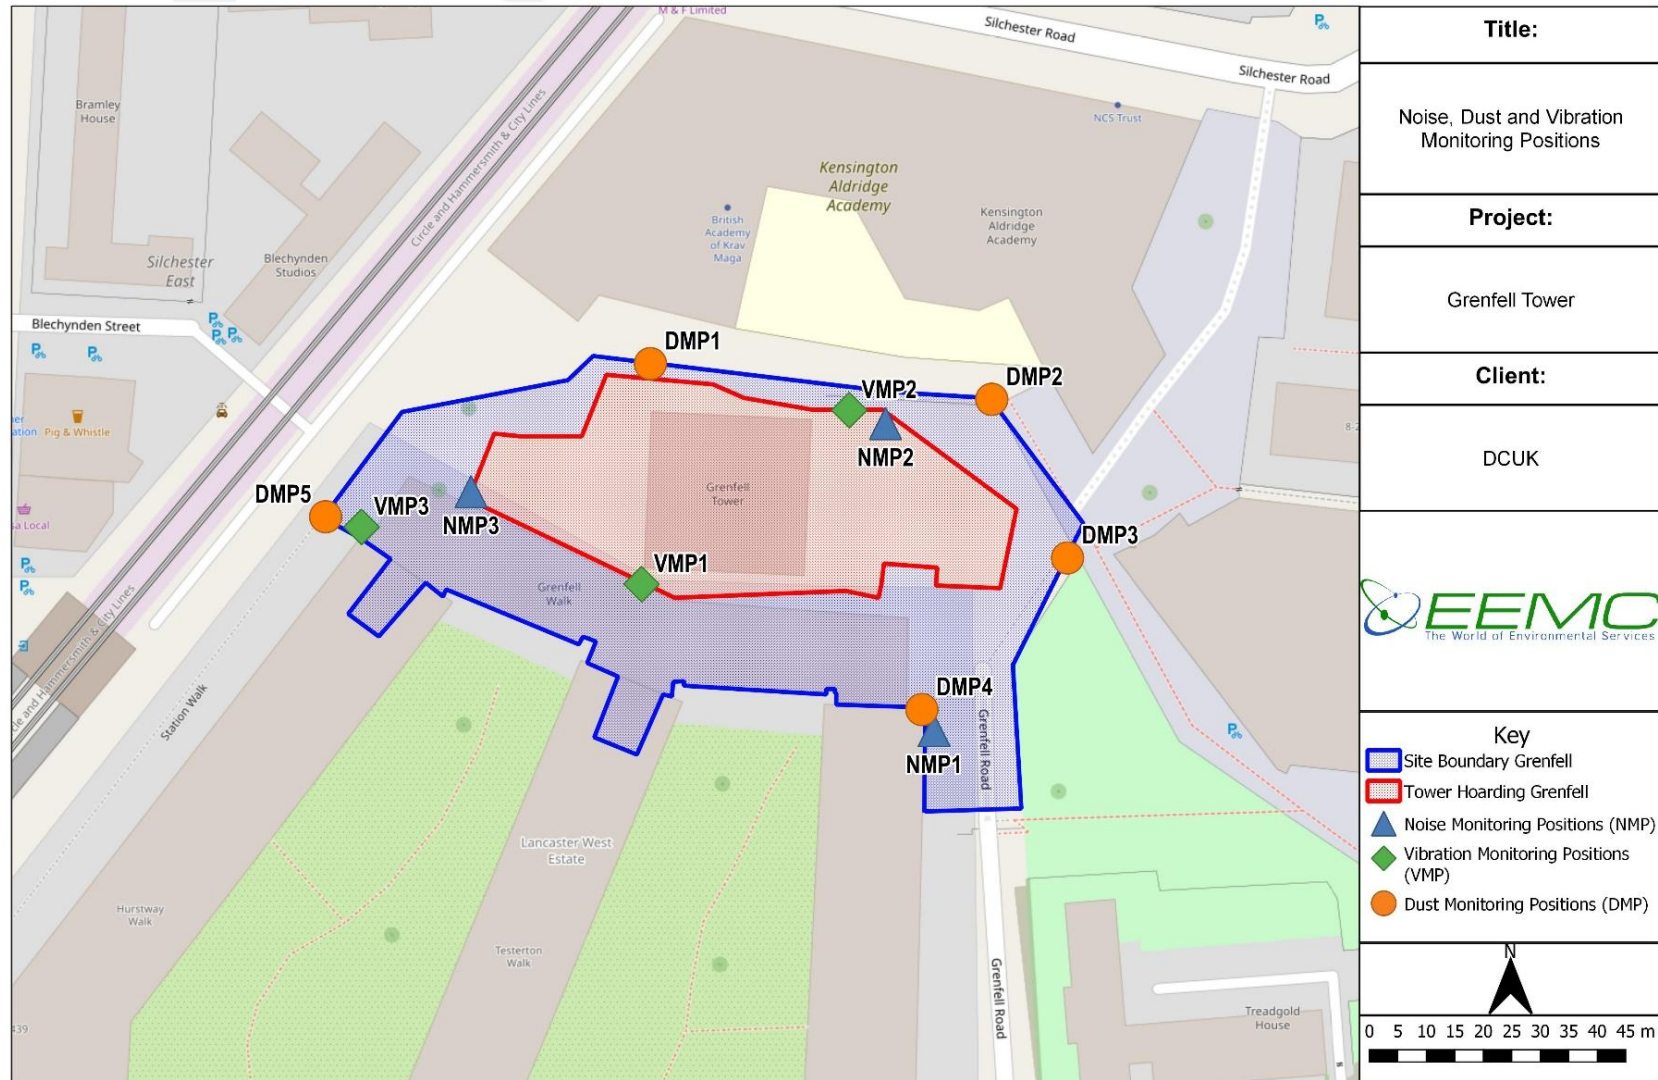 M & F Limited
Silchester Road
Silchester Road
Bramley
House
NCS Trust
Circle and Hammersmith & City Lines
Kensington
Aldridge
Academy
British
Academy
of Krav
Maga
Kensington
Aldridge
Academy
Silchester
East
Blechynden
Studios
Blechynden Street
DMP1
DMP2
VMP2
NMP2
Pig & Whistle
DMP5
VMP3
NMP3
Grenfell
Tower
DMP3
VMP1
Grenfell
Walk
DMP4
NMP1
Grenfell Road
Station Walk
cle and Hammersmith & City Lines
Lancaster West
Estate
Hurstway
Walk
Testerton
Walk
Grenfell Road
Treadgold
House
439
Title:
Noise, Dust and Vibration
Monitoring Positions
Project:
Grenfell Tower
Client:
DCUK
EEMC
The World of Environmental Services
Key
Site Boundary Grenfell
Tower Hoarding Grenfell
Noise Monitoring Positions (NMP)
Vibration Monitoring Positions
(VMP)
Dust Monitoring Positions (DMP)
N
0 5 10 15 20 25 30 35 40 45 m